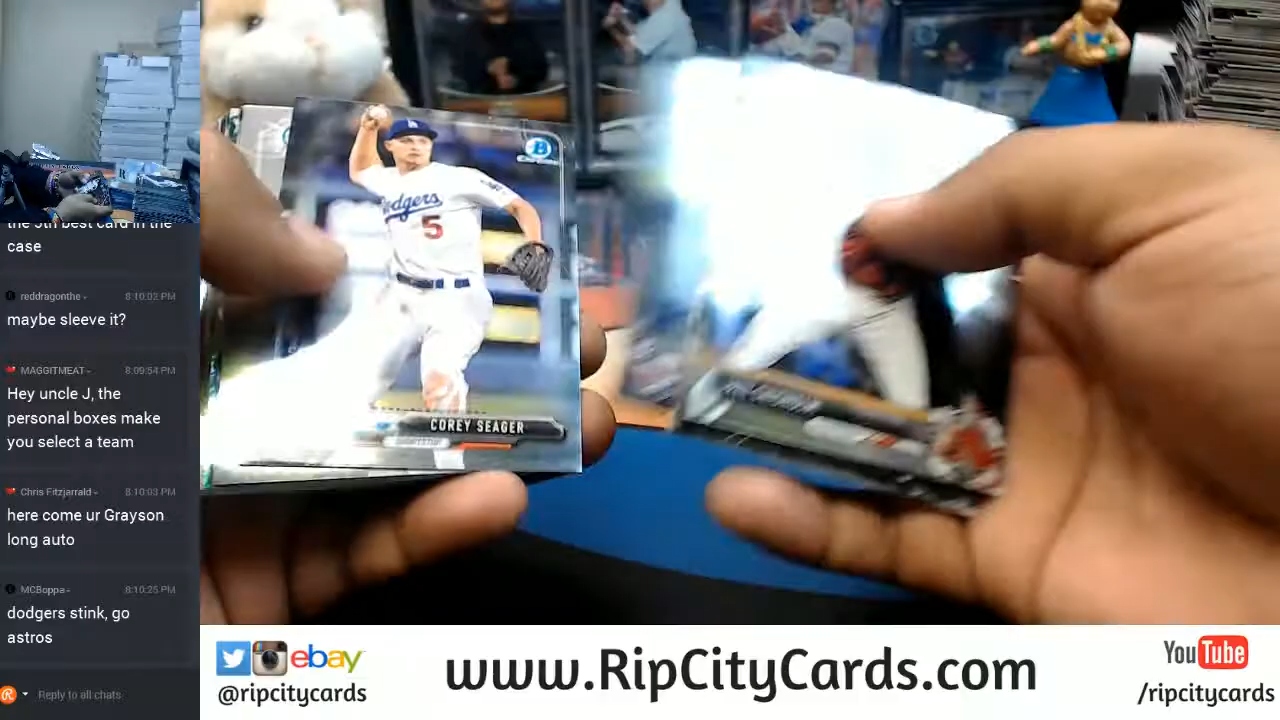 the 5th best card in the
case
reddragonthe
8:10:02 PM
maybe sleeve it?
MAGGITMEAT
8:09:54 PM
Hey uncle J, the
personal boxes make
you select a team
Chris Fitzjarrald
8:10:03 PM
here come ur Grayson
long auto
MCBoppa
8:10:25 PM
dodgers stink, go
astros
Reply to all chats
Dodgers
5
COREY SEAGER
SHORTSTOP
ebay
@ripcitycards
www.RipCityCards.com
YouTube
/ripcitycards